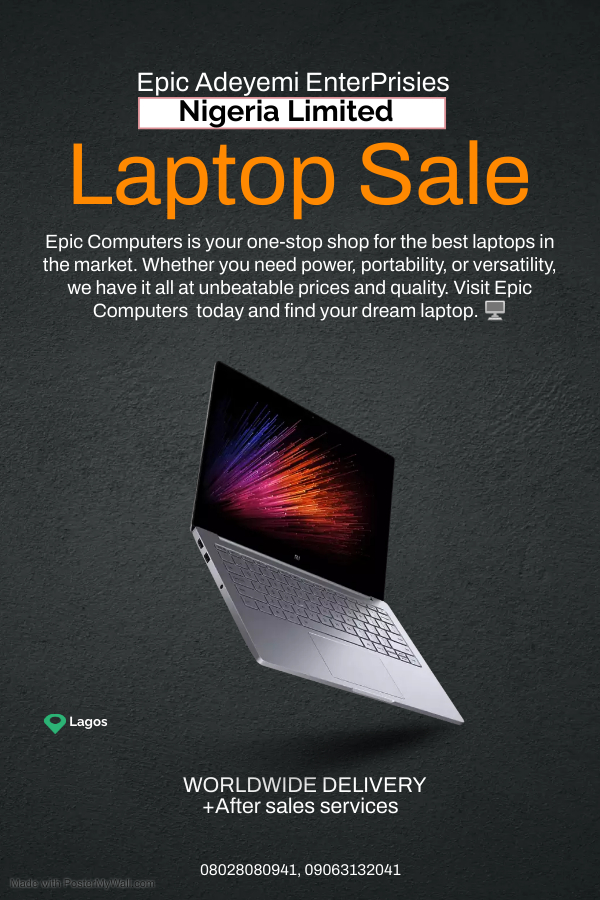 Epic Adeyemi EnterPrisies
Nigeria Limited
Laptop Sale
Epic Computers is your one-stop shop for the best laptops in
the market. Whether you need power, portability, or versatility,
we have it all at unbeatable prices and quality. Visit Epic
Computers today and find your dream laptop. 🖥️
Lagos
WORLDWIDE DELIVERY
+After sales services
08028080941, 09063132041
Made with PosterMyWall.com